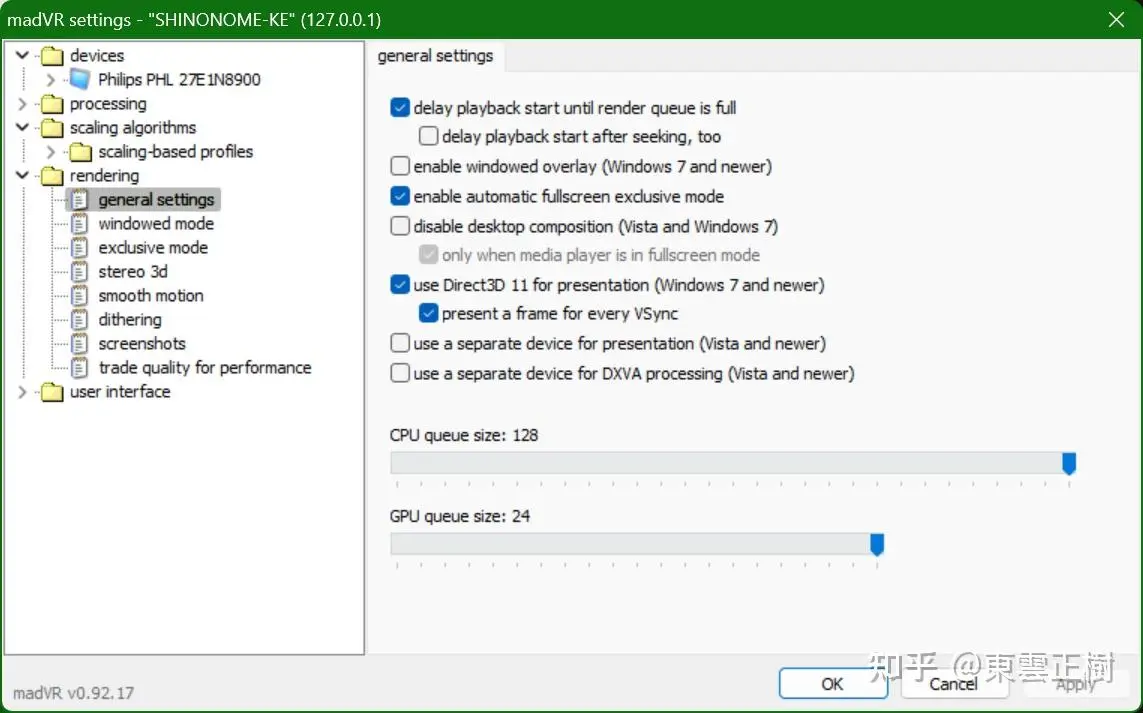 madVR settings - "SHINONOME-KE" (127.0.0.1)
devices
Philips PHL 27E1N8900
processing
scaling algorithms
scaling-based profiles
rendering
general settings
windowed mode
exclusive mode
stereo 3d
smooth motion
dithering
screenshots
trade quality for performance
user interface
general settings
delay playback start until render queue is full
delay playback start after seeking, too
enable windowed overlay (Windows 7 and newer)
enable automatic fullscreen exclusive mode
disable desktop composition (Vista and Windows 7)
only when media player is in fullscreen mode
use Direct3D 11 for presentation (Windows 7 and newer)
present a frame for every VSync
use a separate device for presentation (Vista and newer)
use a separate device for DXVA processing (Vista and newer)
CPU queue size: 128
GPU queue size: 24
知乎 @東雲正樹
madVR v0.92.17
OK
Cancel
Apply